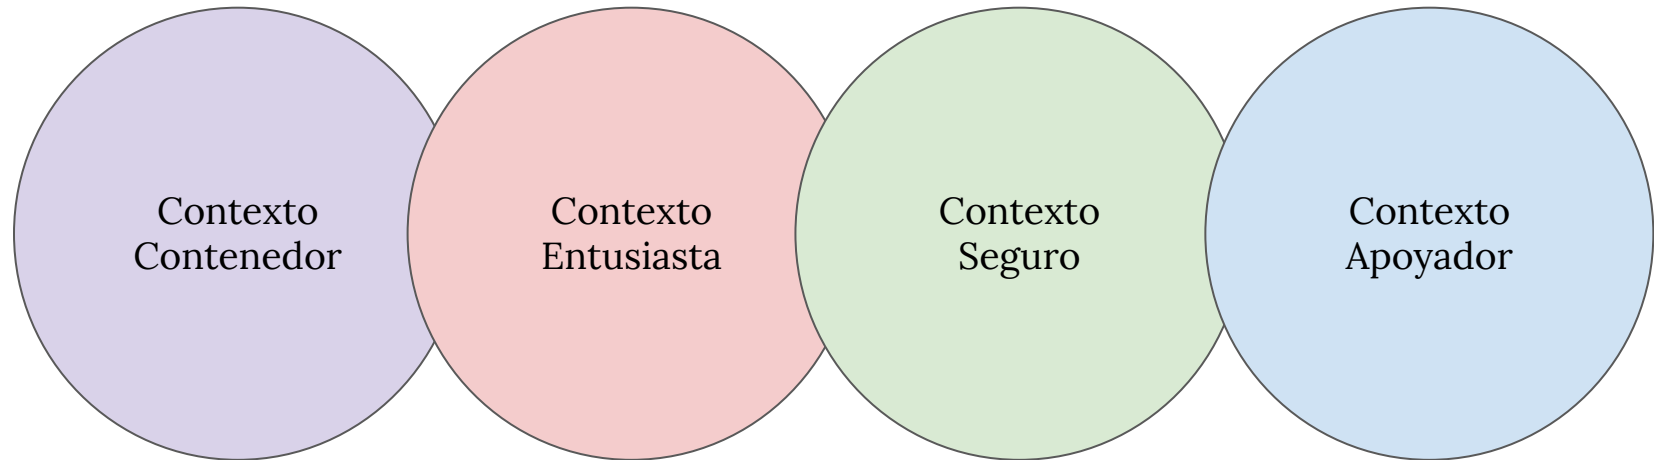 Contexto
Contenedor
Contexto
Entusiasta
Contexto
Seguro
Contexto
Apoyador